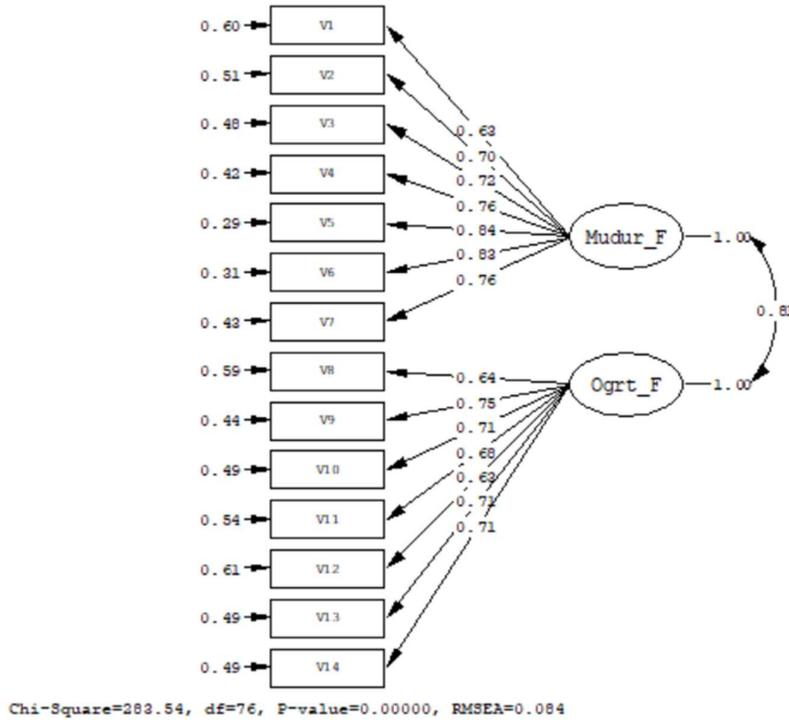 0.60 V1
0.51 V2
0.48 V3
0.63
0.42 V4
0.70
0.72
0.29 V5
0.76
0.84
Mudur_F 1.00
0.31 V6
0.83
0.43 V7
0.76
0.59 V8
0.64
Ogrt_F 1.00
0.44 V9
0.75
0.49 V10
0.71
0.68
0.54 V11
0.63
0.71
0.61 V12
0.71
0.49 V13
0.49 V14
Chi-Square=283.54, df=76, P-value=0.00000, RMSEA=0.084